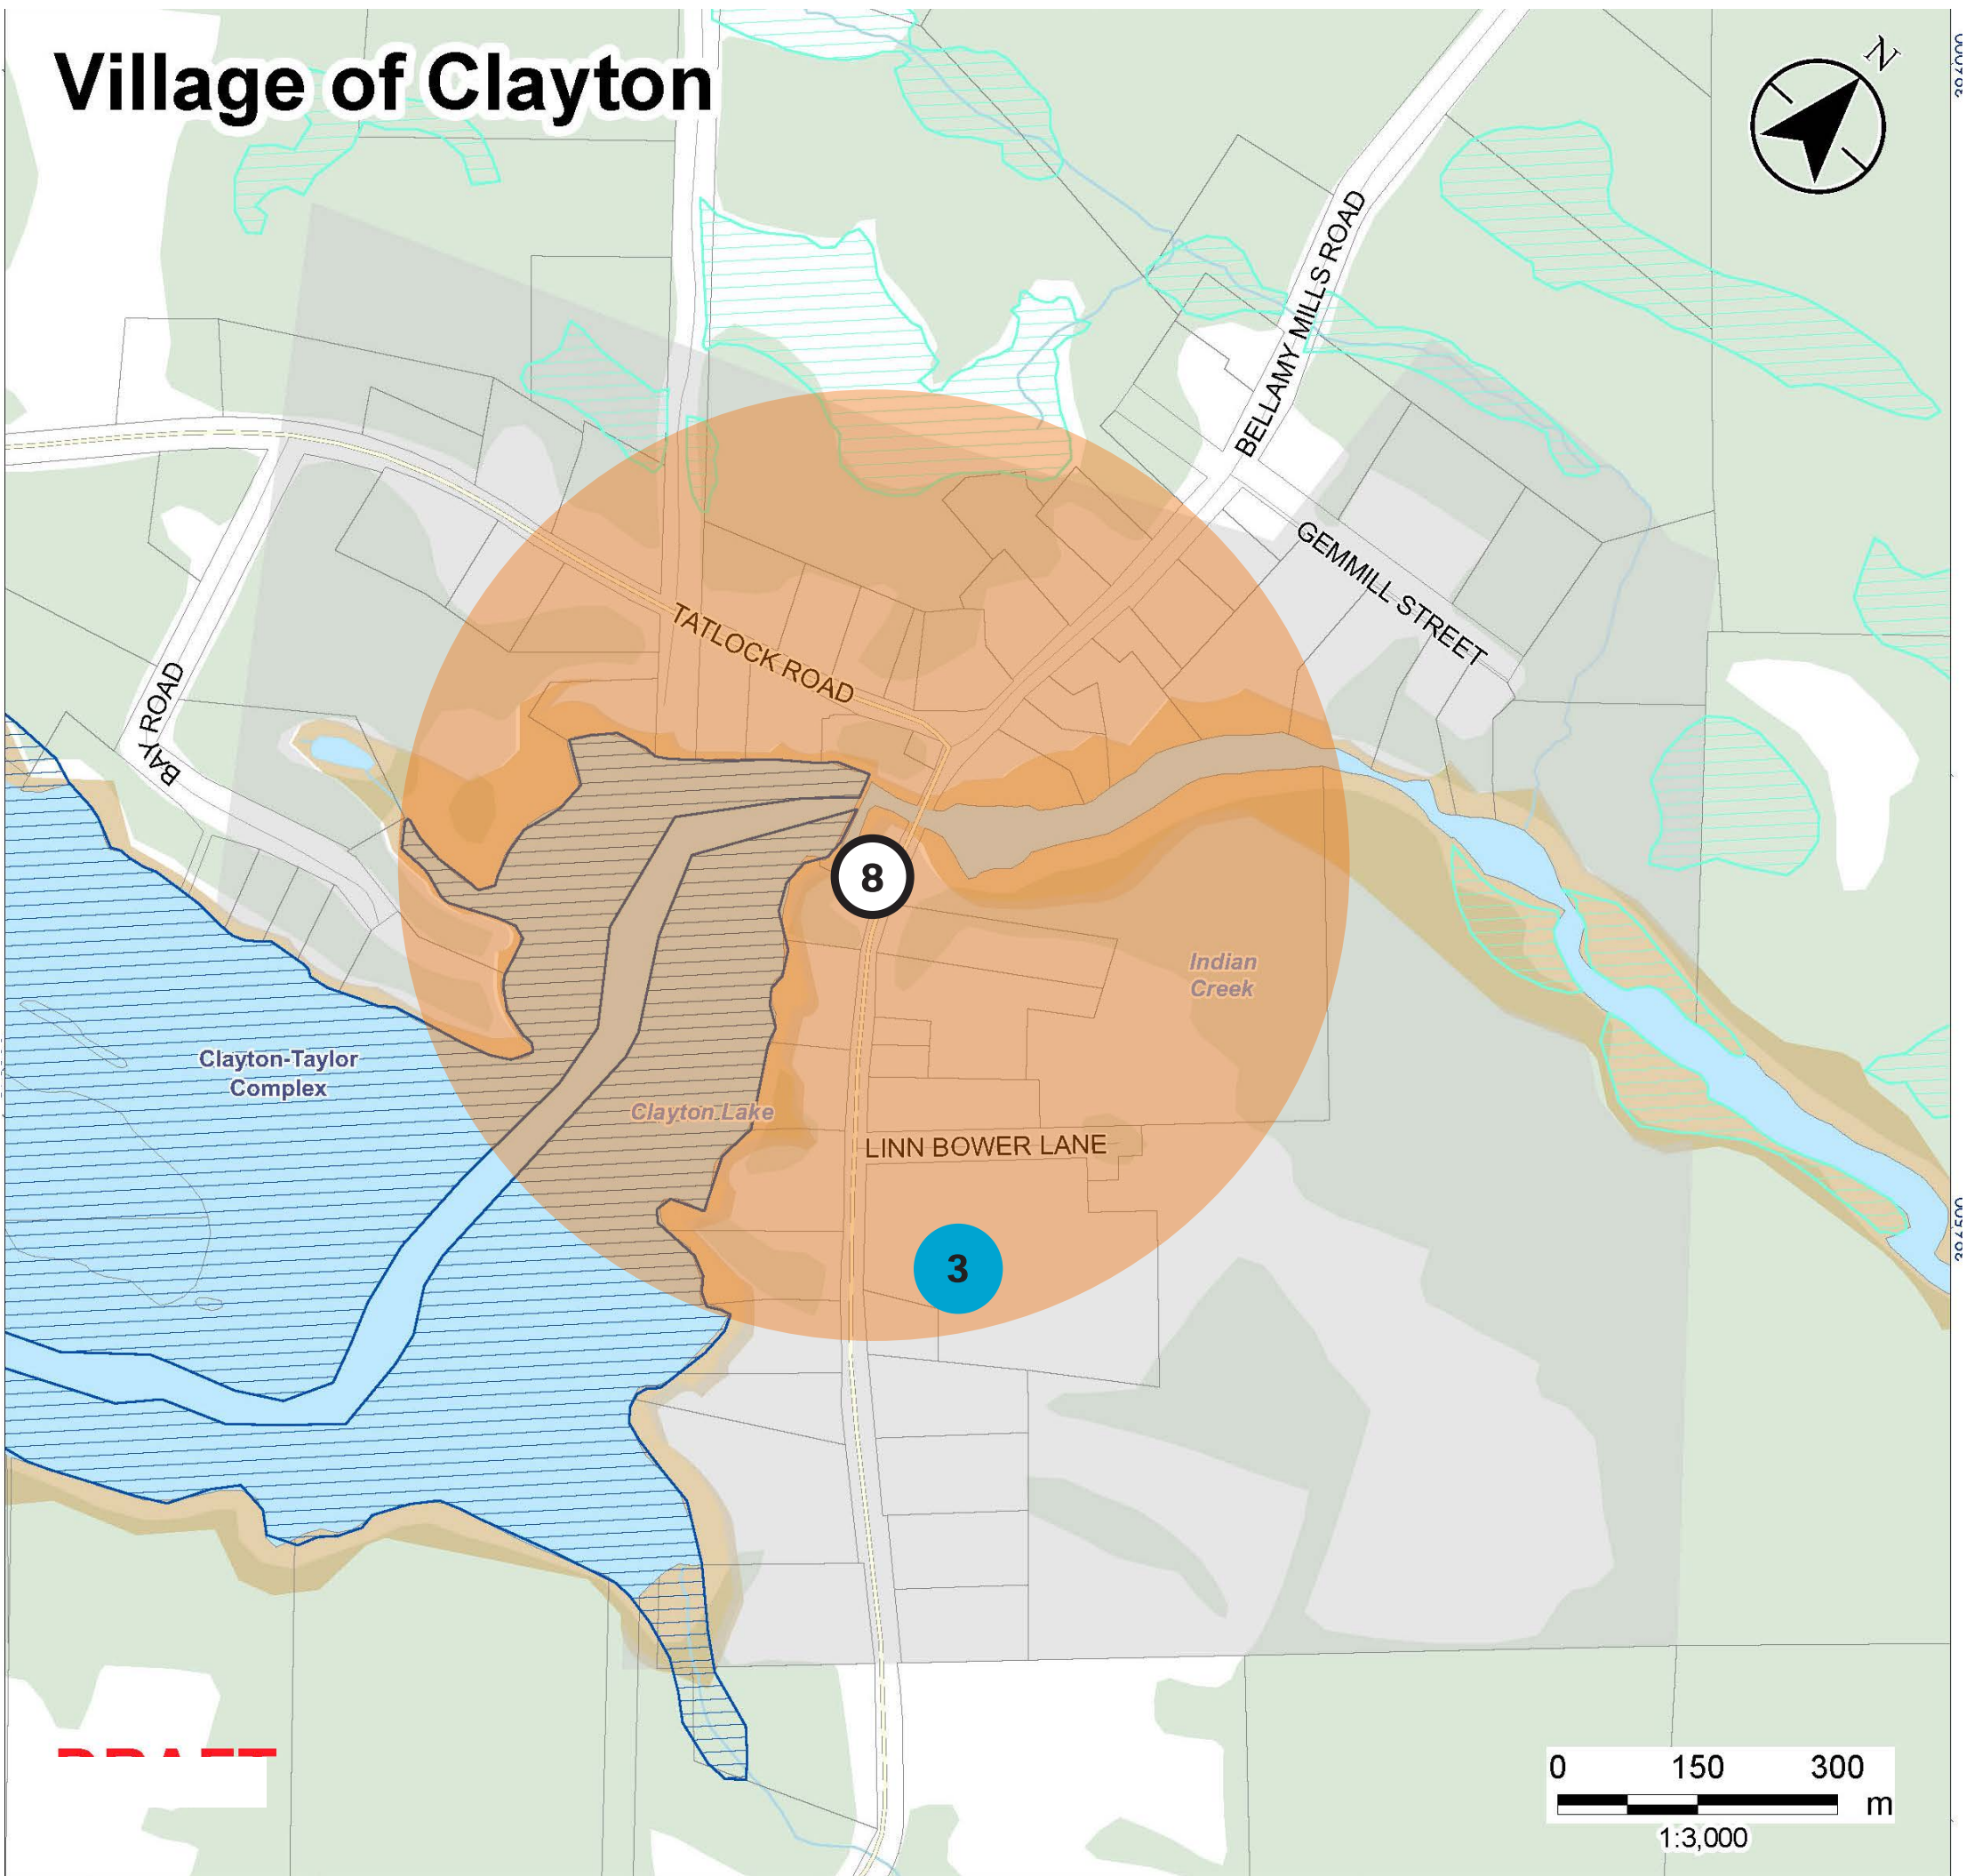 Village of Clayton
N
BELLAMY MILLS ROAD
GEMMILL STREET
TATLOCK ROAD
BAY ROAD
8
Indian
Creek
Clayton-Taylor
Complex
Clayton Lake
LINN BOWER LANE
3
DRAFT
0 150 300
m
1:3,000